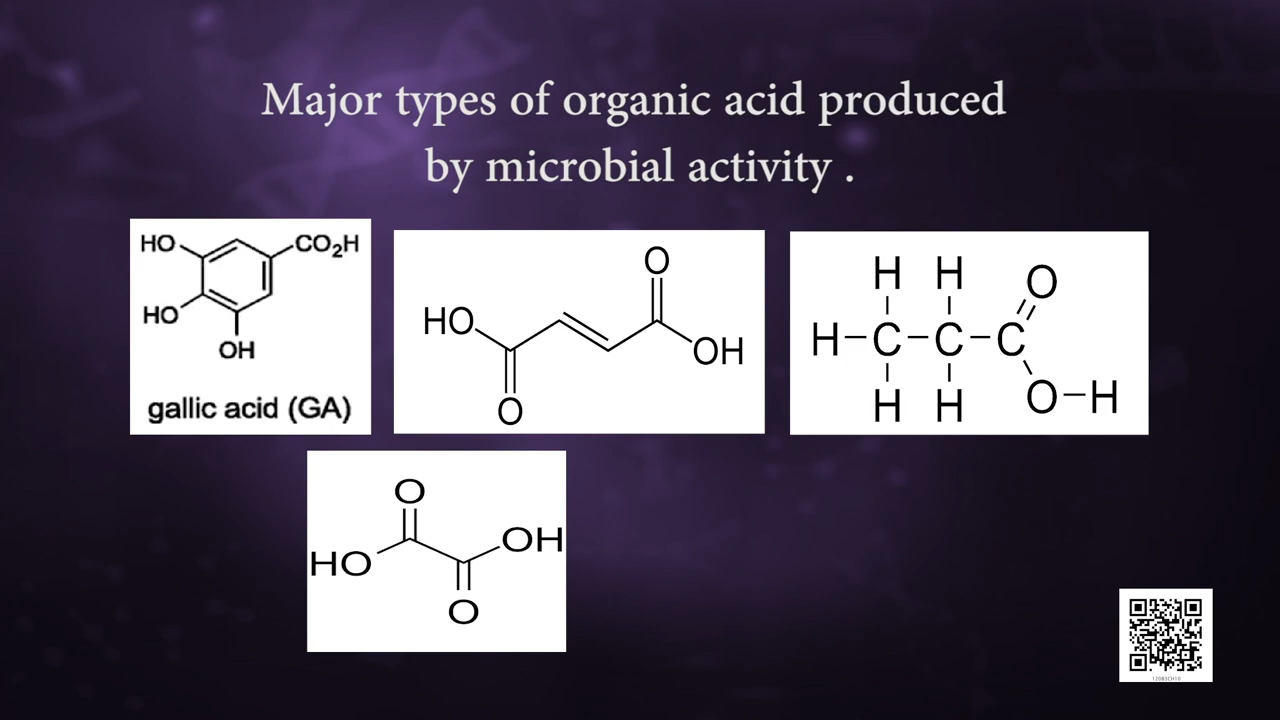 Major types of organic acid produced
by microbial activity .
HO
CO₂H
HO
OH
gallic acid (GA)
O
HO
OH
O
H H O
H C C C
H H O H
O
OH
HO
O